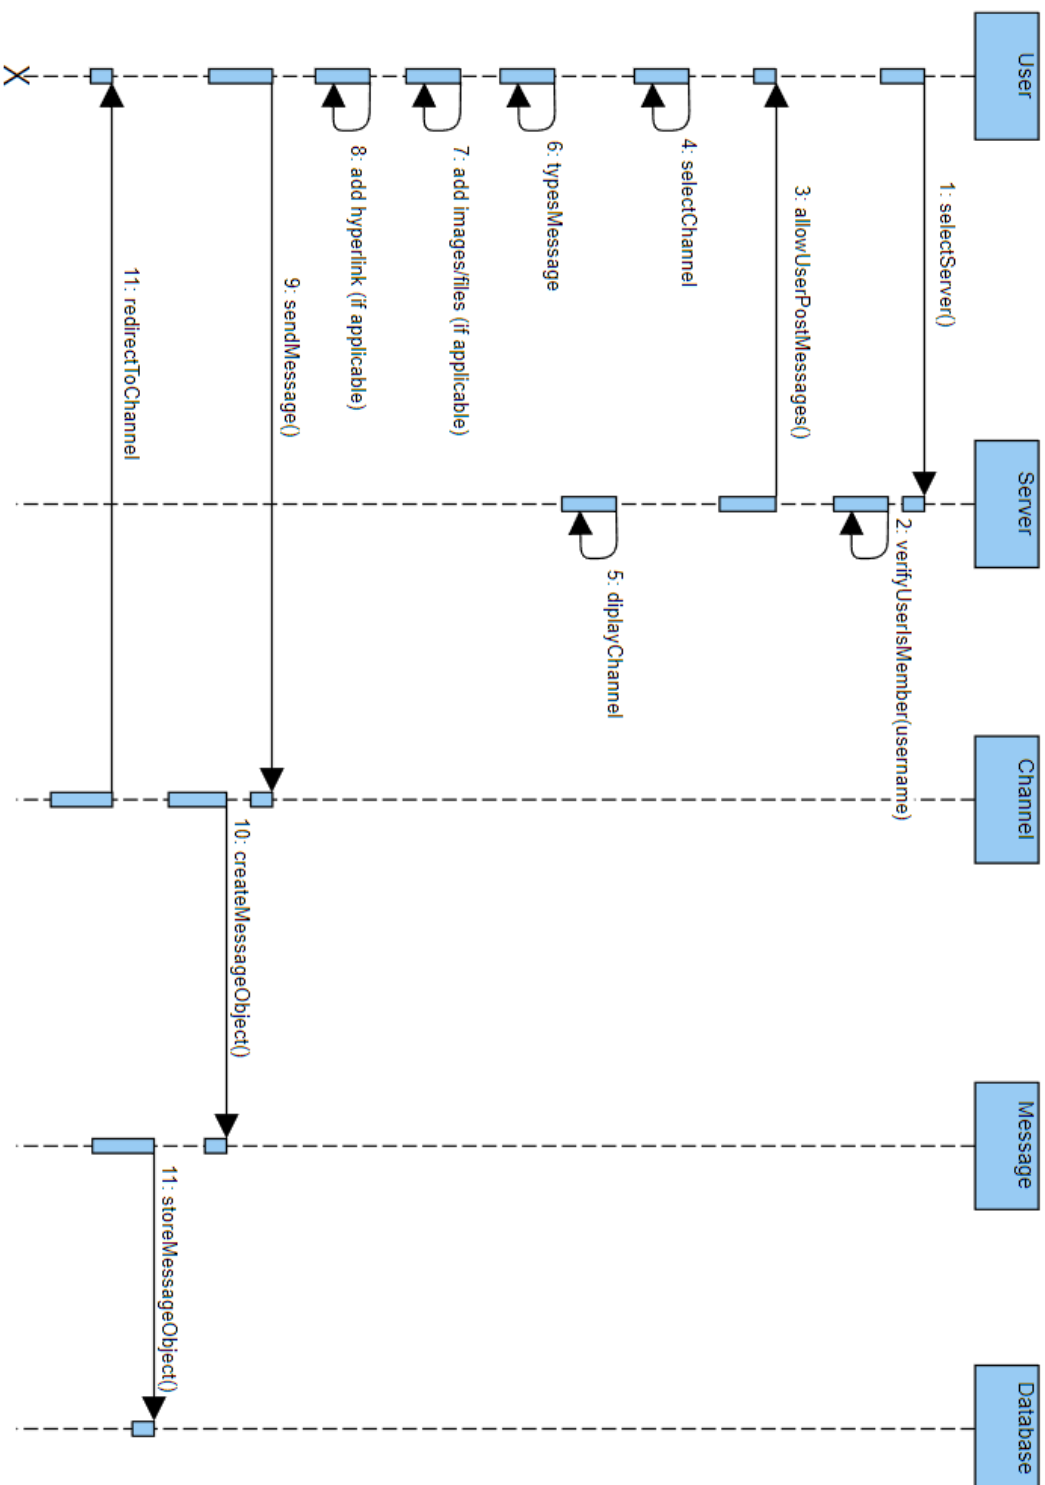 User
Server
Channel
Message
Database
1: selectServer()
2: verifyUserIsMember(username)
3: allowUserPostMessages()
4: selectChannel
5: diplayChannel
6: typesMessage
7: add images/files (if applicable)
8: add hyperlink (if applicable)
9: sendMessage()
10: createMessageObject()
11: storeMessageObject()
11: redirectToChannel